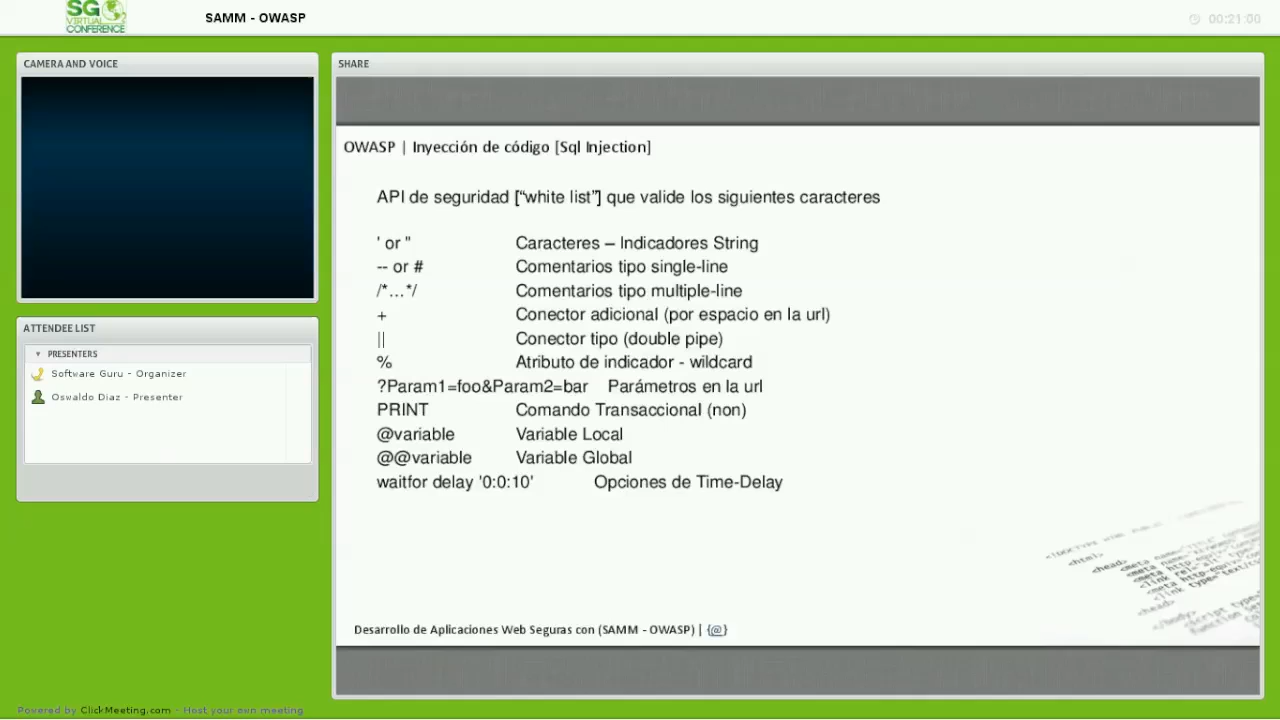 SG
VIRTUAL
CONFERENCE
SAMM - OWASP
00:21:00
CAMERA AND VOICE
SHARE
OWASP | Inyección de código [Sql Injection]
API de seguridad [“white list”] que valide los siguientes caracteres
' or " Caracteres – Indicadores String
-- or # Comentarios tipo single-line
/*…*/ Comentarios tipo multiple-line
+ Conector adicional (por espacio en la url)
|| Conector tipo (double pipe)
% Atributo de indicador - wildcard
?Param1=foo&Param2=bar Parámetros en la url
PRINT Comando Transaccional (non)
@variable Variable Local
@@variable Variable Global
waitfor delay '0:0:10' Opciones de Time-Delay
ATTENDEE LIST
PRESENTERS
Software Guru - Organizer
Oswaldo Diaz - Presenter
<html>
<head>
Desarrollo de Aplicaciones Web Seguras con (SAMM - OWASP) | {@}
Powered by ClickMeeting.com - Host your own meeting